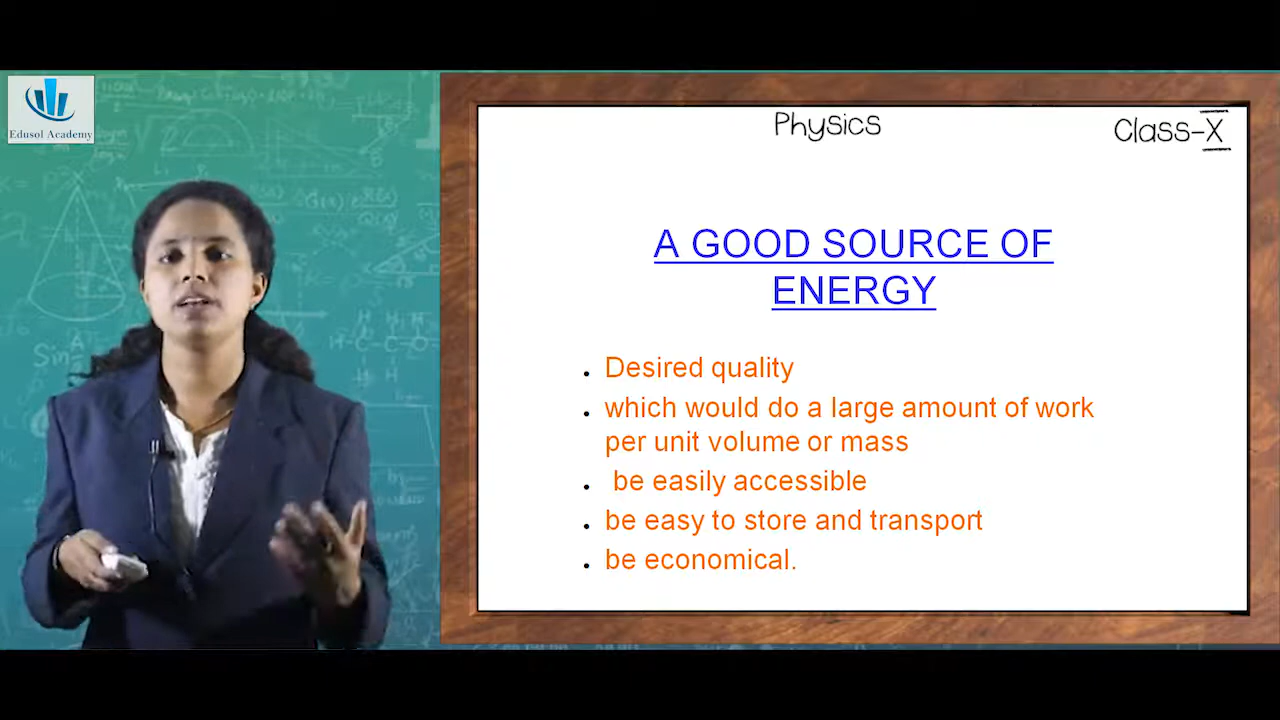 Edusol Academy
Physics
Class-X
A GOOD SOURCE OF
ENERGY
Desired quality
which would do a large amount of work
per unit volume or mass
be easily accessible
be easy to store and transport
be economical.